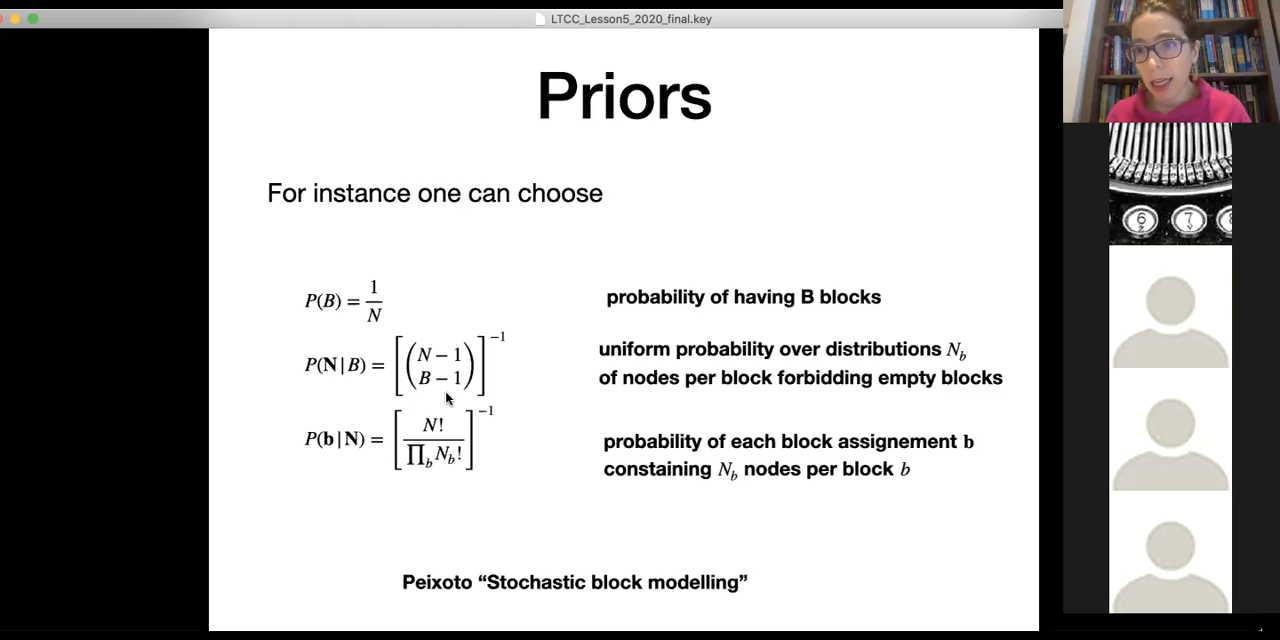 LTCC_Lesson5_2020_final.key
Priors
For instance one can choose
P(B) = 1/N
probability of having B blocks
P(N|B) = [(N − 1 B − 1)]^−1
uniform probability over distributions N_b
of nodes per block forbidding empty blocks
P(b|N) = [N!/∏_b N_b!]^−1
probability of each block assignement b
constaining N_b nodes per block b
Peixoto “Stochastic block modelling”
6
7